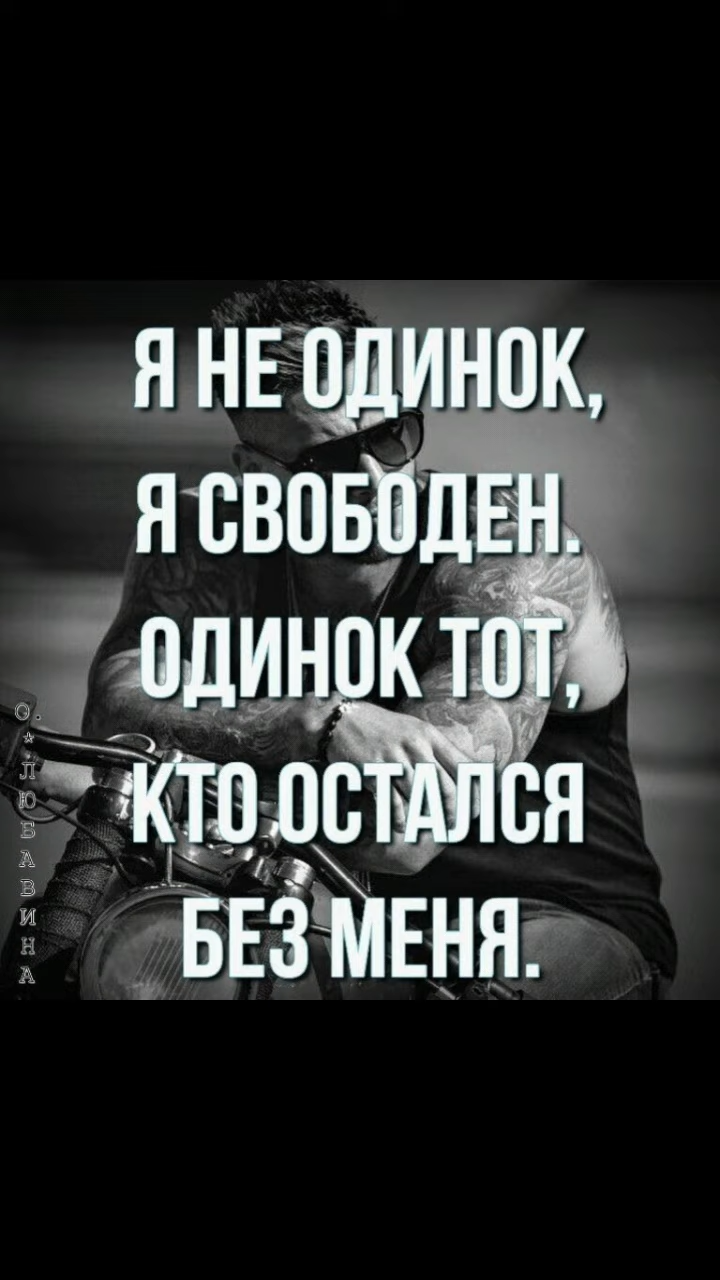 Я НЕ ОДИНОК,
Я СВОБОДЕН.
ОДИНОК ТОТ,
КТО ОСТАЛСЯ
БЕЗ МЕНЯ.
О.*ЛЮБАВИНА